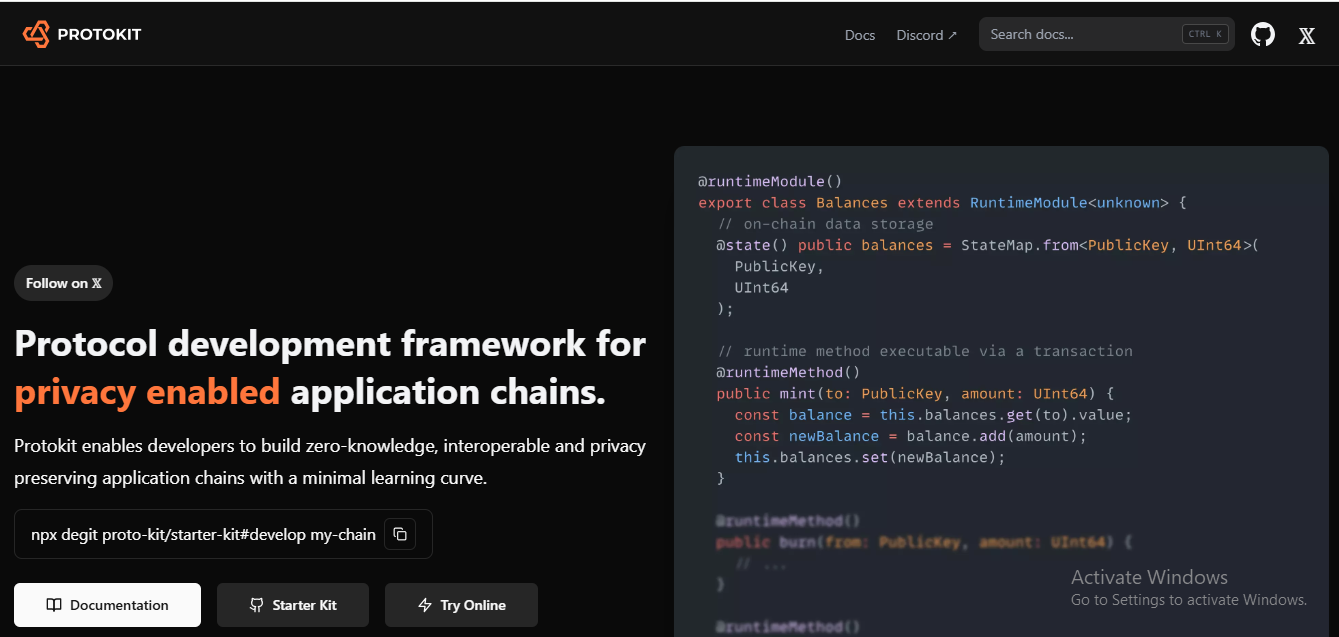 PROTOKIT
Docs
Discord ↗
Search docs...
CTRL K
𝕏
Follow on 𝕏
Protocol development framework for
privacy enabled application chains.
Protokit enables developers to build zero-knowledge, interoperable and privacy
preserving application chains with a minimal learning curve.
npx degit proto-kit/starter-kit#develop my-chain
Documentation
Starter Kit
Try Online
@runtimeModule()
export class Balances extends RuntimeModule<unknown> {
// on-chain data storage
@state() public balances = StateMap.from<PublicKey, UInt64>(
PublicKey,
UInt64
);
// runtime method executable via a transaction
@runtimeMethod()
public mint(to: PublicKey, amount: UInt64) {
const balance = this.balances.get(to).value;
const newBalance = balance.add(amount);
this.balances.set(newBalance);
}
@runtimeMethod()
public burn(from: PublicKey, amount: UInt64) {
// ...
}
@runtimeMethod()
Activate Windows
Go to Settings to activate Windows.